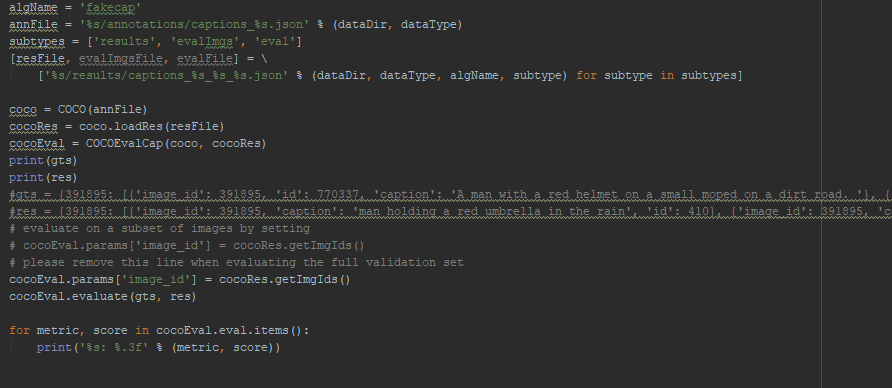 algName = 'fakecap'
annFile = '%s/annotations/captions_%s.json' % (dataDir, dataType)
subtypes = ['results', 'evalImgs', 'eval']
[resFile, evalImgsFile, evalFile] = \
    ['%s/results/captions_%s_%s_%s.json' % (dataDir, dataType, algName, subtype) for subtype in subtypes]
coco = COCO(annFile)
cocoRes = coco.loadRes(resFile)
cocoEval = COCOEvalCap(coco, cocoRes)
print(gts)
print(res)
#gts = {391895: [{'image_id': 391895, 'id': 770337, 'caption': 'A man with a red helmet on a small moped on a dirt road. '}, {
#res = {391895: [{'image_id': 391895, 'caption': 'man holding a red umbrella in the rain', 'id': 410}, {'image_id': 391895, 'c
# evaluate on a subset of images by setting
# cocoEval.params['image_id'] = cocoRes.getImgIds()
# please remove this line when evaluating the full validation set
cocoEval.params['image_id'] = cocoRes.getImgIds()
cocoEval.evaluate(gts, res)
for metric, score in cocoEval.eval.items():
    print('%s: %.3f' % (metric, score))